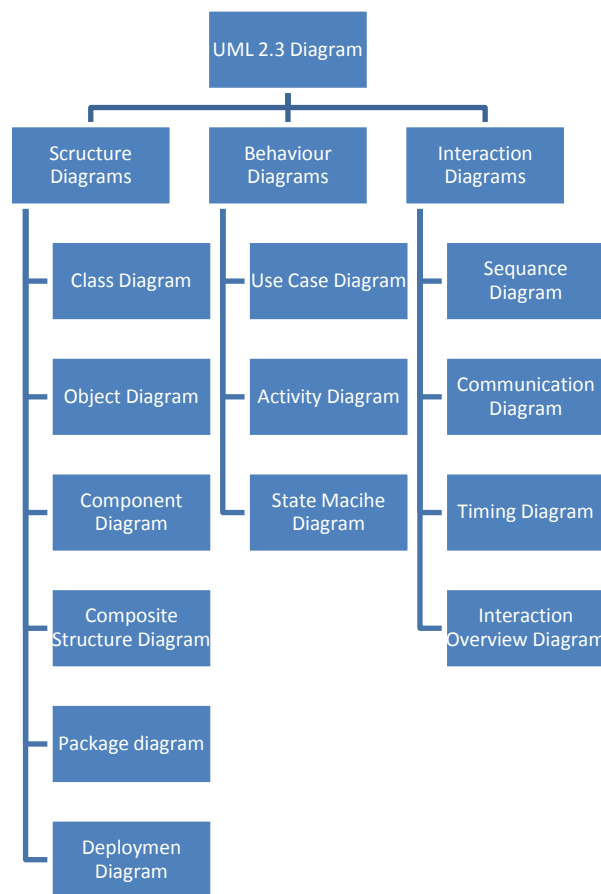 UML 2.3 Diagram
Scructure
Diagrams
Behaviour
Diagrams
Interaction
Diagrams
Class Diagram
Object Diagram
Component
Diagram
Composite
Structure Diagram
Package diagram
Deploymen
Diagram
Use Case Diagram
Activity Diagram
State Macihe
Diagram
Sequance
Diagram
Communication
Diagram
Timing Diagram
Interaction
Overview Diagram